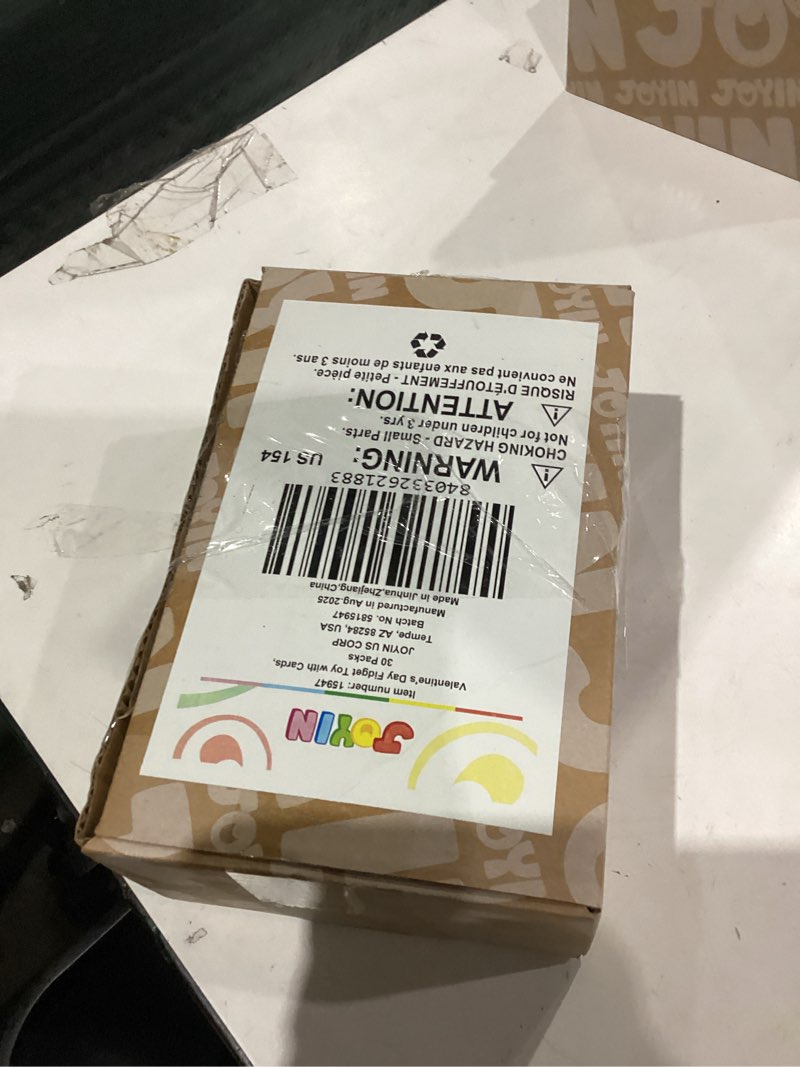 JOYIN
Item number: 15947
Valentine's Day Fidget Toy with Cards,
30 Packs
JOYIN US CORP
Tempe, AZ 85284, USA
Batch No. 5815947
Manufactured in Aug.2025
Made in Jinhua,Zhejiang,China
840332621883
WARNING:
US 154
CHOKING HAZARD - Small Parts.
Not for children under 3 yrs.
ATTENTION:
RISQUE D'ÉTOUFFEMENT - Petite pièce.
Ne convient pas aux enfants de moins 3 ans.
JOYIN JOYIN